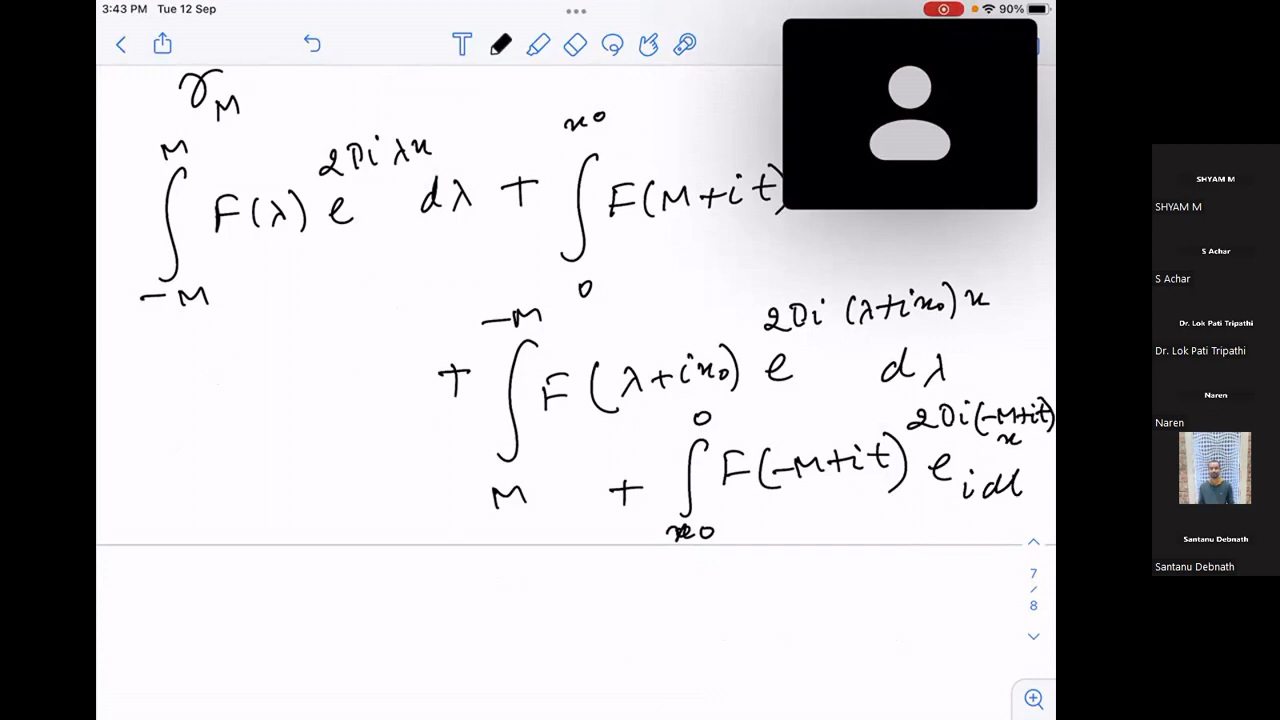 3:43 PM Tue 12 Sep
90%
T
γ_M
∫_{-M}^{M} F(λ) e^{2πiλx} dλ + ∫_0^{x_0} F(M+it)
+ ∫_M^{-M} F(λ+ix_0) e^{2πi(λ+ix_0)x} dλ
+ ∫_{x_0}^0 F(-M+it) e^{2πi(-M+it)x} i dt
7
/
8
SHYAM M
SHYAM M
S Achar
S Achar
Dr. Lok Pati Tripathi
Dr. Lok Pati Tripathi
Naren
Naren
Santanu Debnath
Santanu Debnath